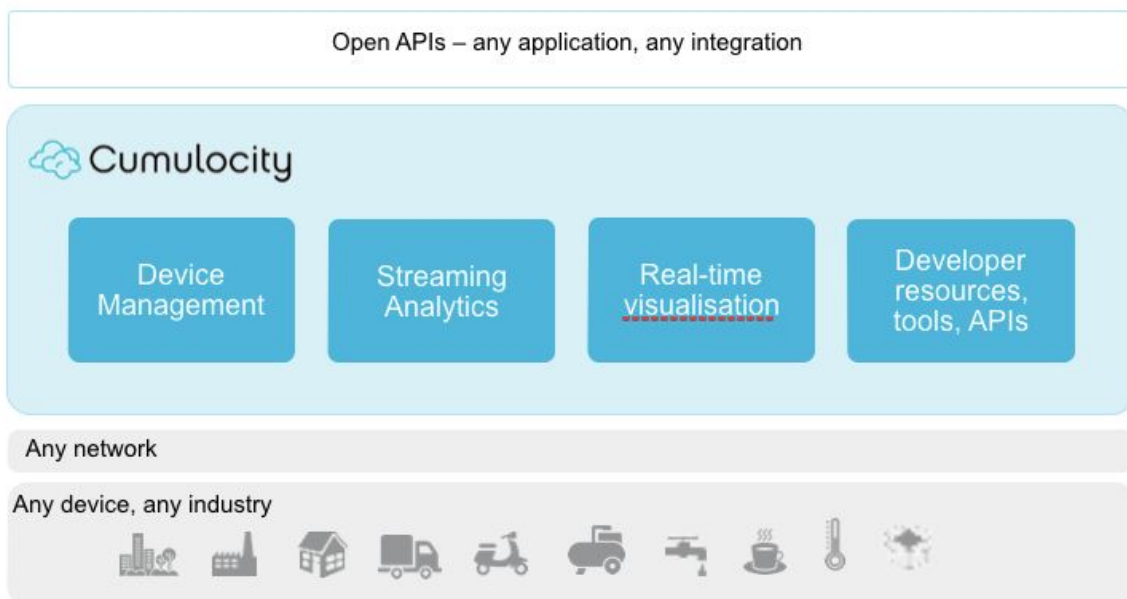 Open APIs – any application, any integration
Cumulocity
Device
Management
Streaming
Analytics
Real-time
visualisation
Developer
resources,
tools, APIs
Any network
Any device, any industry